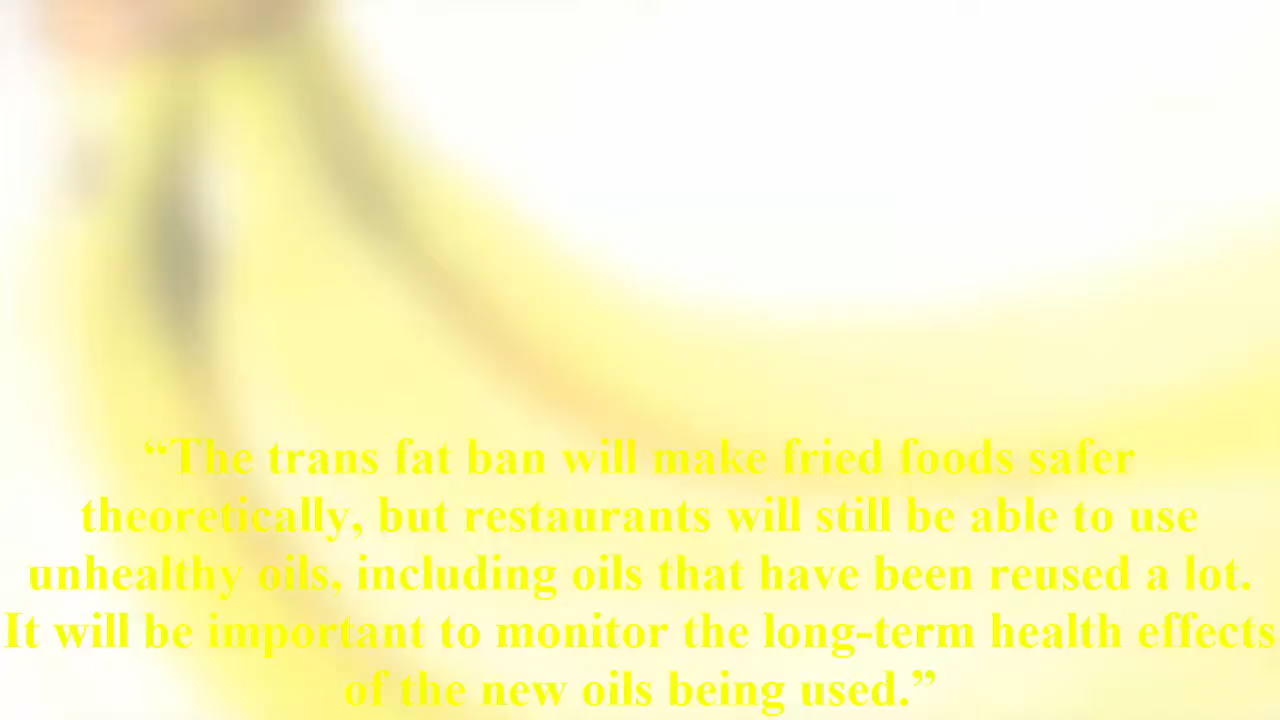 “The trans fat ban will make fried foods safer
theoretically, but restaurants will still be able to use
unhealthy oils, including oils that have been reused a lot.
It will be important to monitor the long-term health effects
of the new oils being used.”